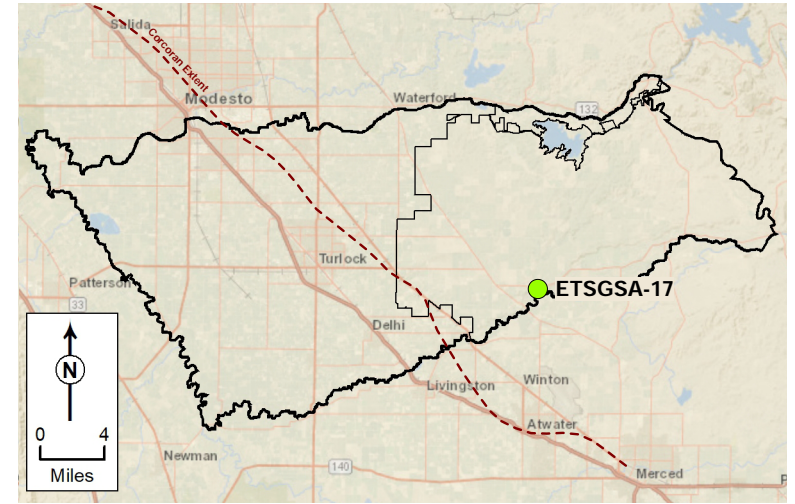 Salida
Corcoran Extent
Modesto
Waterford
132
Turlock
Patterson
33
ETSGSA-17
Delhi
N
0 4
Miles
Livingston
Winton
Atwater
Newman
140
Merced
P